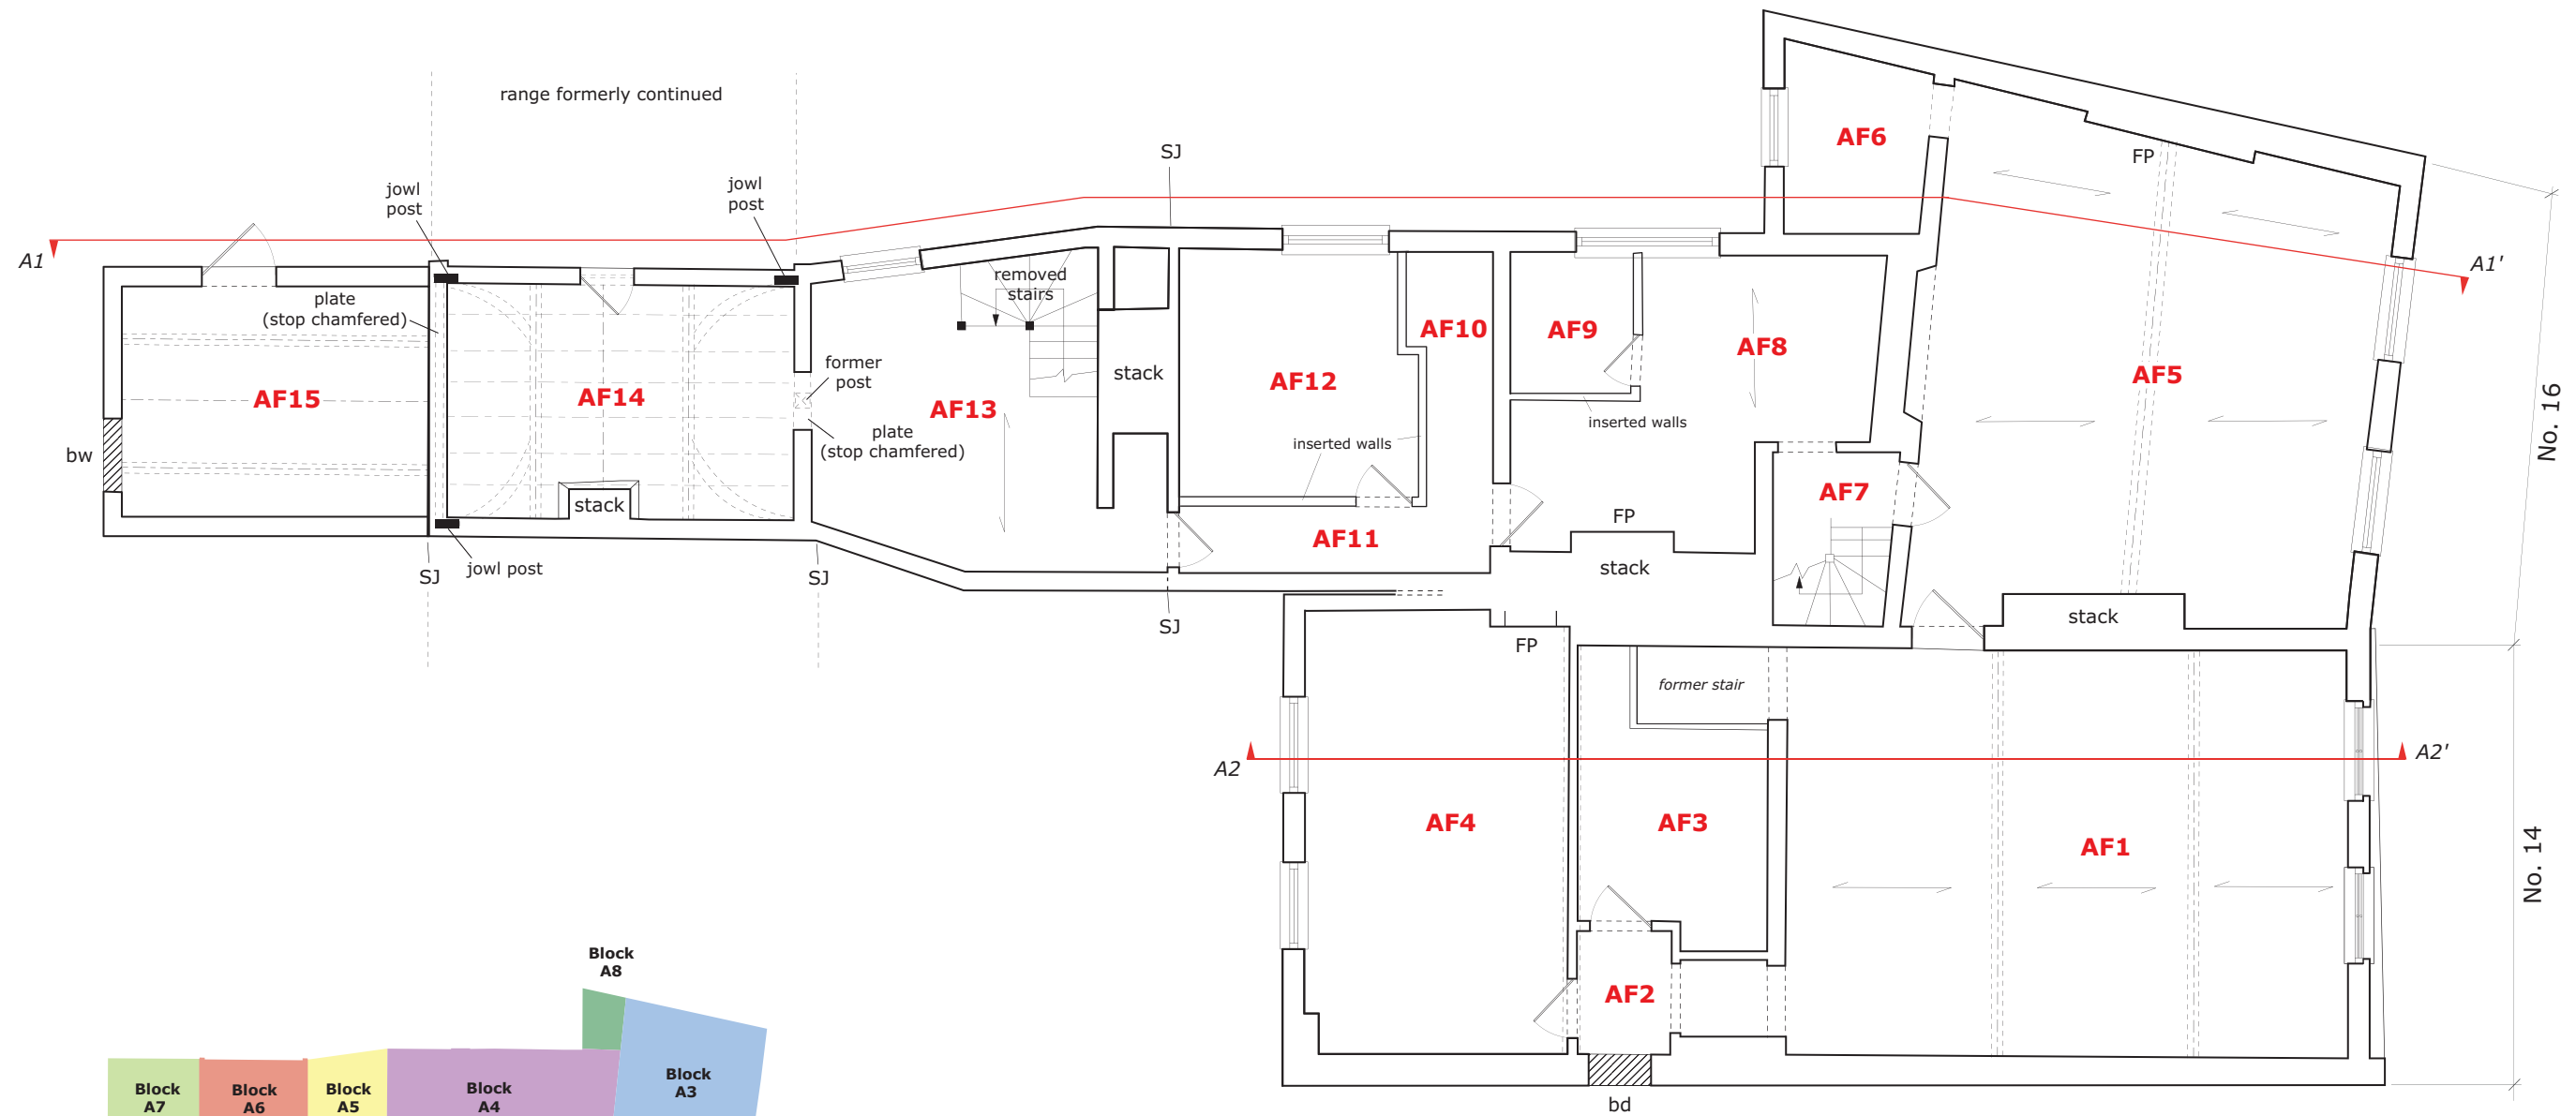 range formerly continued
SJ
jowl
post
jowl
post
A1
A1'
AF6
FP
No. 16
removed
stairs
plate
(stop chamfered)
former
post
stack
AF15
AF14
AF13
AF12
AF10
AF9
AF8
AF5
plate
(stop chamfered)
inserted walls
inserted walls
bw
stack
AF7
FP
AF11
stack
SJ
jowl post
SJ
SJ
FP
stack
former stair
A2
A2'
AF4
AF3
AF1
No. 14
AF2
bd
Block
A8
Block
A7
Block
A6
Block
A5
Block
A4
Block
A3